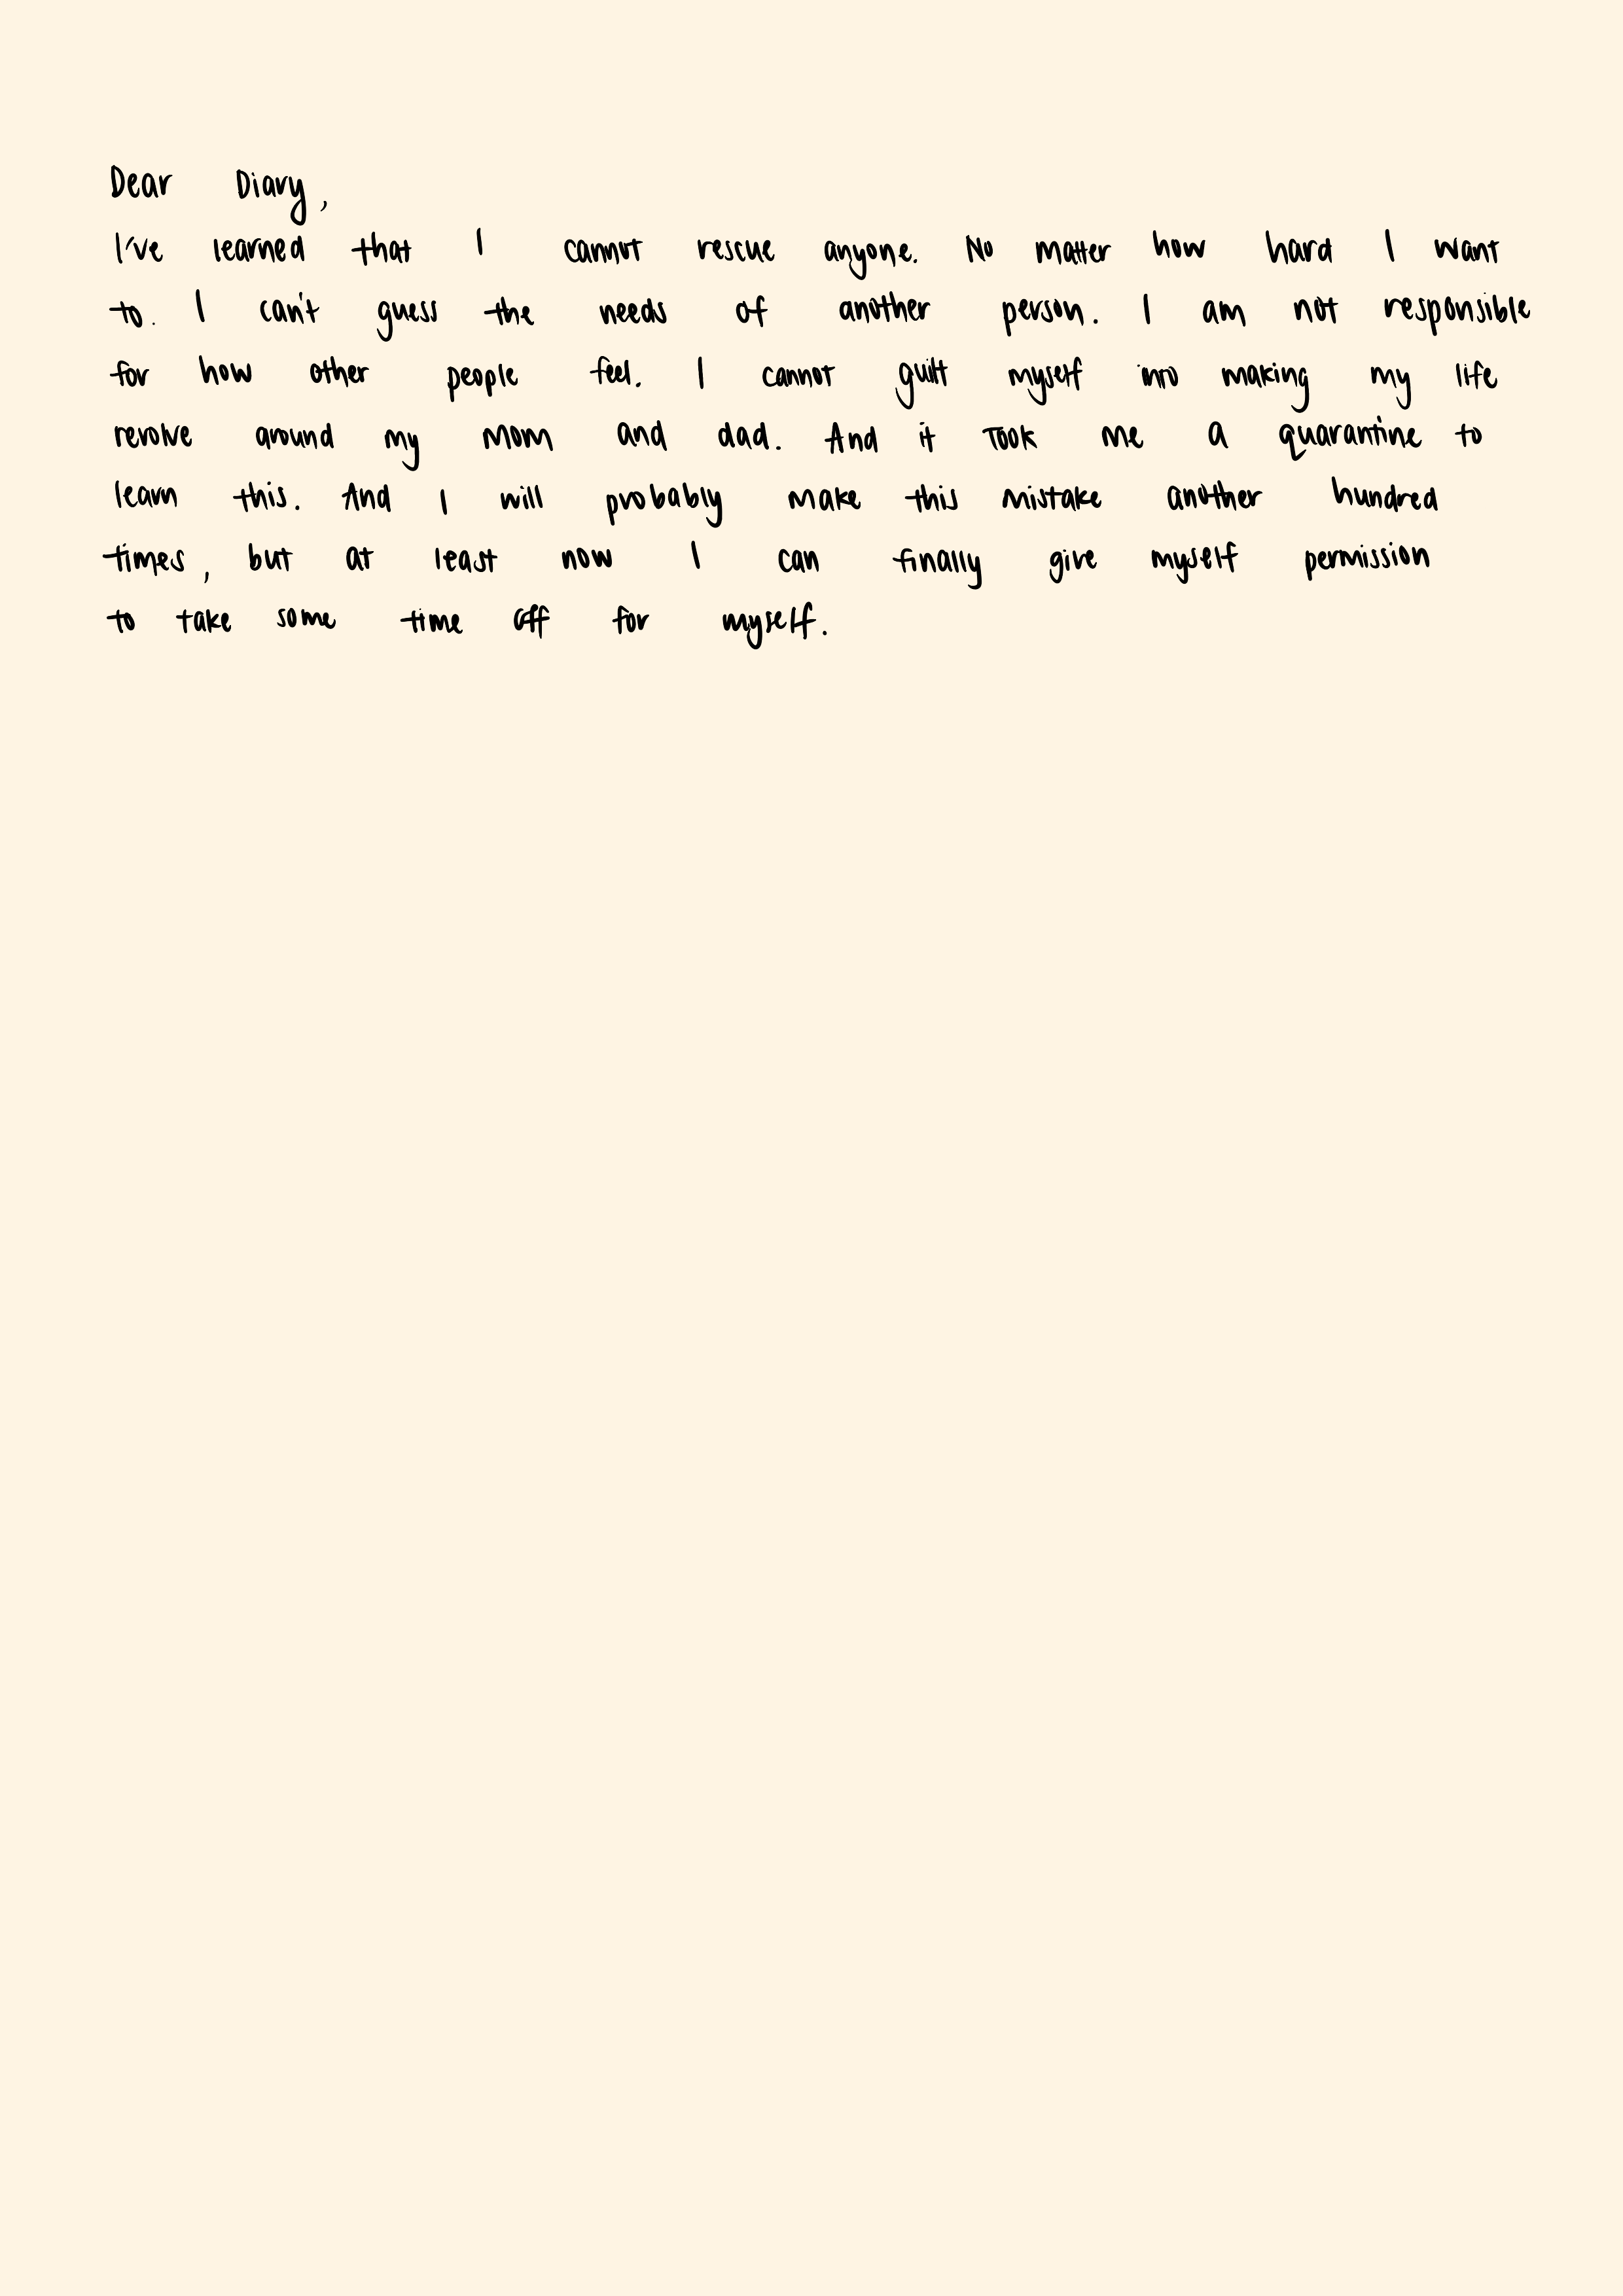 Dear Diary,
I've learned that I cannot rescue anyone. No matter how hard I want
to. I can't guess the needs of another person. I am not responsible
for how other people feel. I cannot guilt myself into making my life
revolve around my mom and dad. And it took me a quarantine to
learn this. And I will probably make this mistake another hundred
times, but at least now I can finally give myself permission
to take some time off for myself.